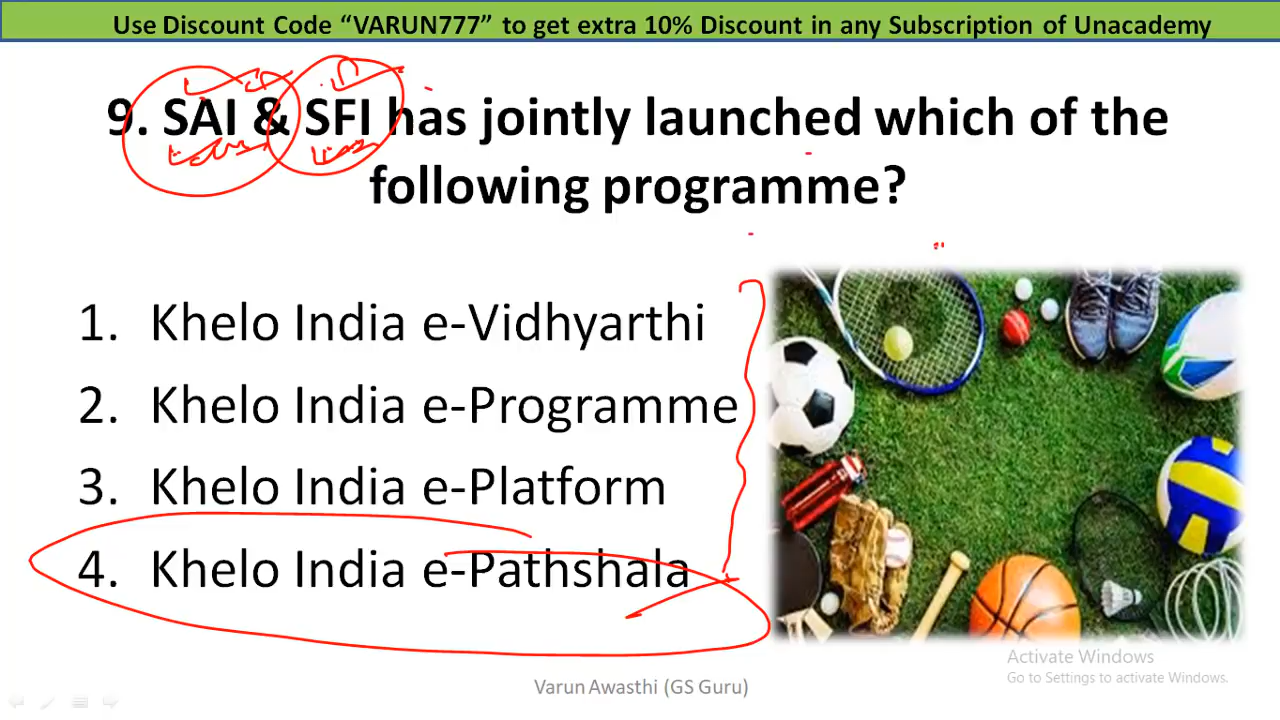 Use Discount Code “VARUN777” to get extra 10% Discount in any Subscription of Unacademy
9. SAI & SFI has jointly launched which of the
following programme?
1. Khelo India e-Vidhyarthi
2. Khelo India e-Programme
3. Khelo India e-Platform
4. Khelo India e-Pathshala
Activate Windows
Go to Settings to activate Windows.
Varun Awasthi (GS Guru)